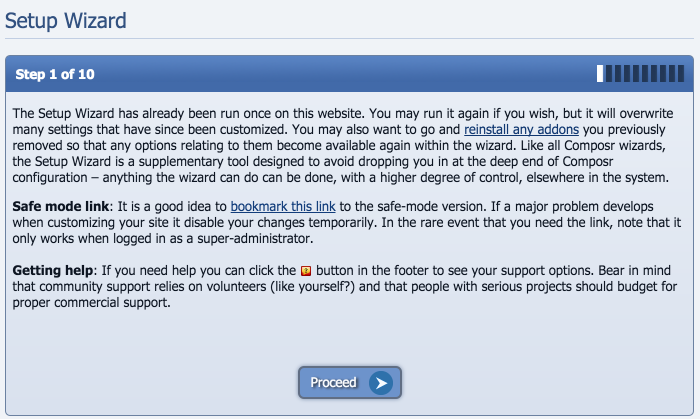 Setup Wizard
Step 1 of 10
The Setup Wizard has already been run once on this website. You may run it again if you wish, but it will overwrite
many settings that have since been customized. You may also want to go and reinstall any addons you previously
removed so that any options relating to them become available again within the wizard. Like all Composr wizards,
the Setup Wizard is a supplementary tool designed to avoid dropping you in at the deep end of Composr
configuration – anything the wizard can do can be done, with a higher degree of control, elsewhere in the system.
Safe mode link: It is a good idea to bookmark this link to the safe-mode version. If a major problem develops
when customizing your site it disable your changes temporarily. In the rare event that you need the link, note that it
only works when logged in as a super-administrator.
Getting help: If you need help you can click the button in the footer to see your support options. Bear in mind
that community support relies on volunteers (like yourself?) and that people with serious projects should budget for
proper commercial support.
Proceed